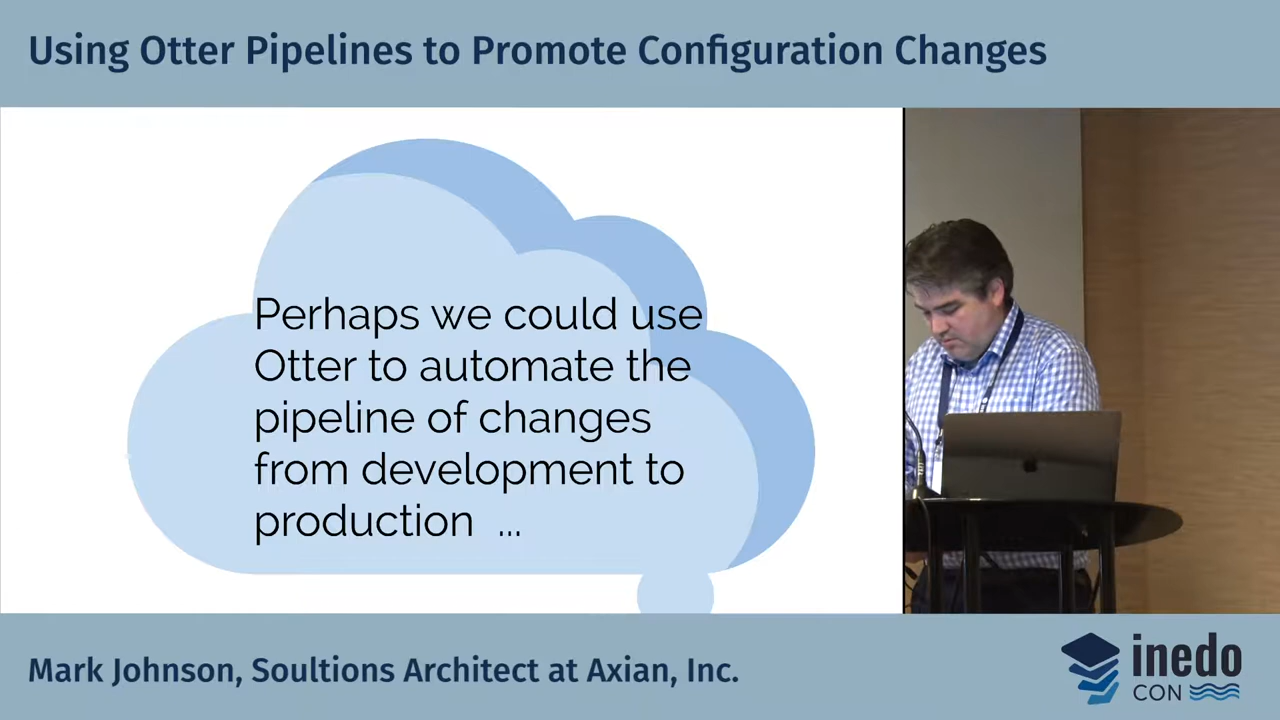 Using Otter Pipelines to Promote Configuration Changes
Perhaps we could use
Otter to automate the
pipeline of changes
from development to
production ...
Mark Johnson, Soultions Architect at Axian, Inc.
inedo
CON